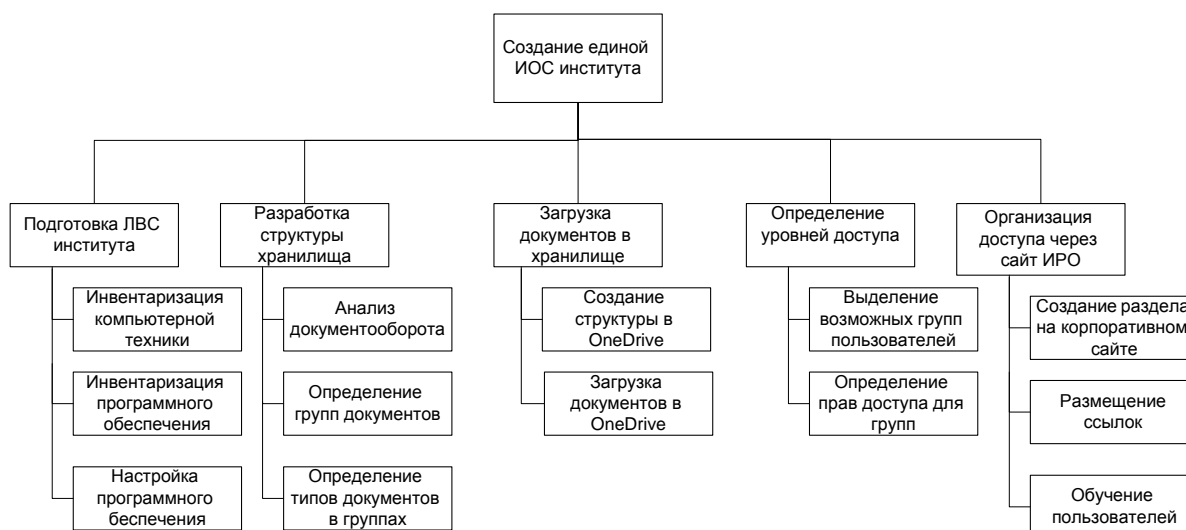 Создание единой
ИОС института
Подготовка ЛВС
института
Инвентаризация
компьютерной
техники
Инвентаризация
программного
обеспечения
Настройка
программного
беспечения
Разработка
структуры
хранилища
Анализ
документооборота
Определение
групп документов
Определение
типов документов
в группах
Загрузка
документов в
хранилище
Создание
структуры в
OneDrive
Загрузка
документов в
OneDrive
Определение
уровней доступа
Выделение
возможных групп
пользователей
Определение
прав доступа для
групп
Организация
доступа через
сайт ИРО
Создание раздела
на корпоративном
сайте
Размещение
ссылок
Обучение
пользователей